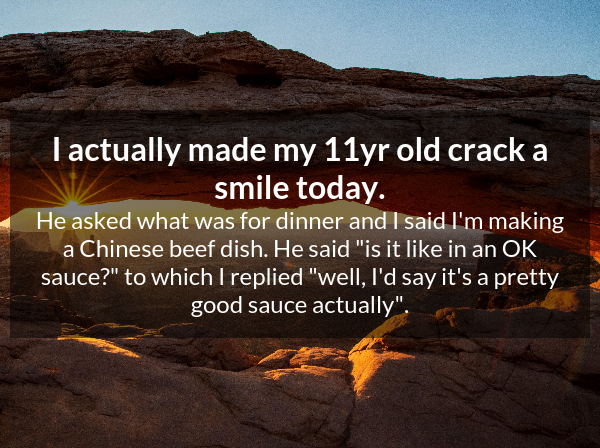 I actually made my 11yr old crack a
smile today.
He asked what was for dinner and I said I'm making
a Chinese beef dish. He said "is it like in an OK
sauce?" to which I replied "well, I'd say it's a pretty
good sauce actually".